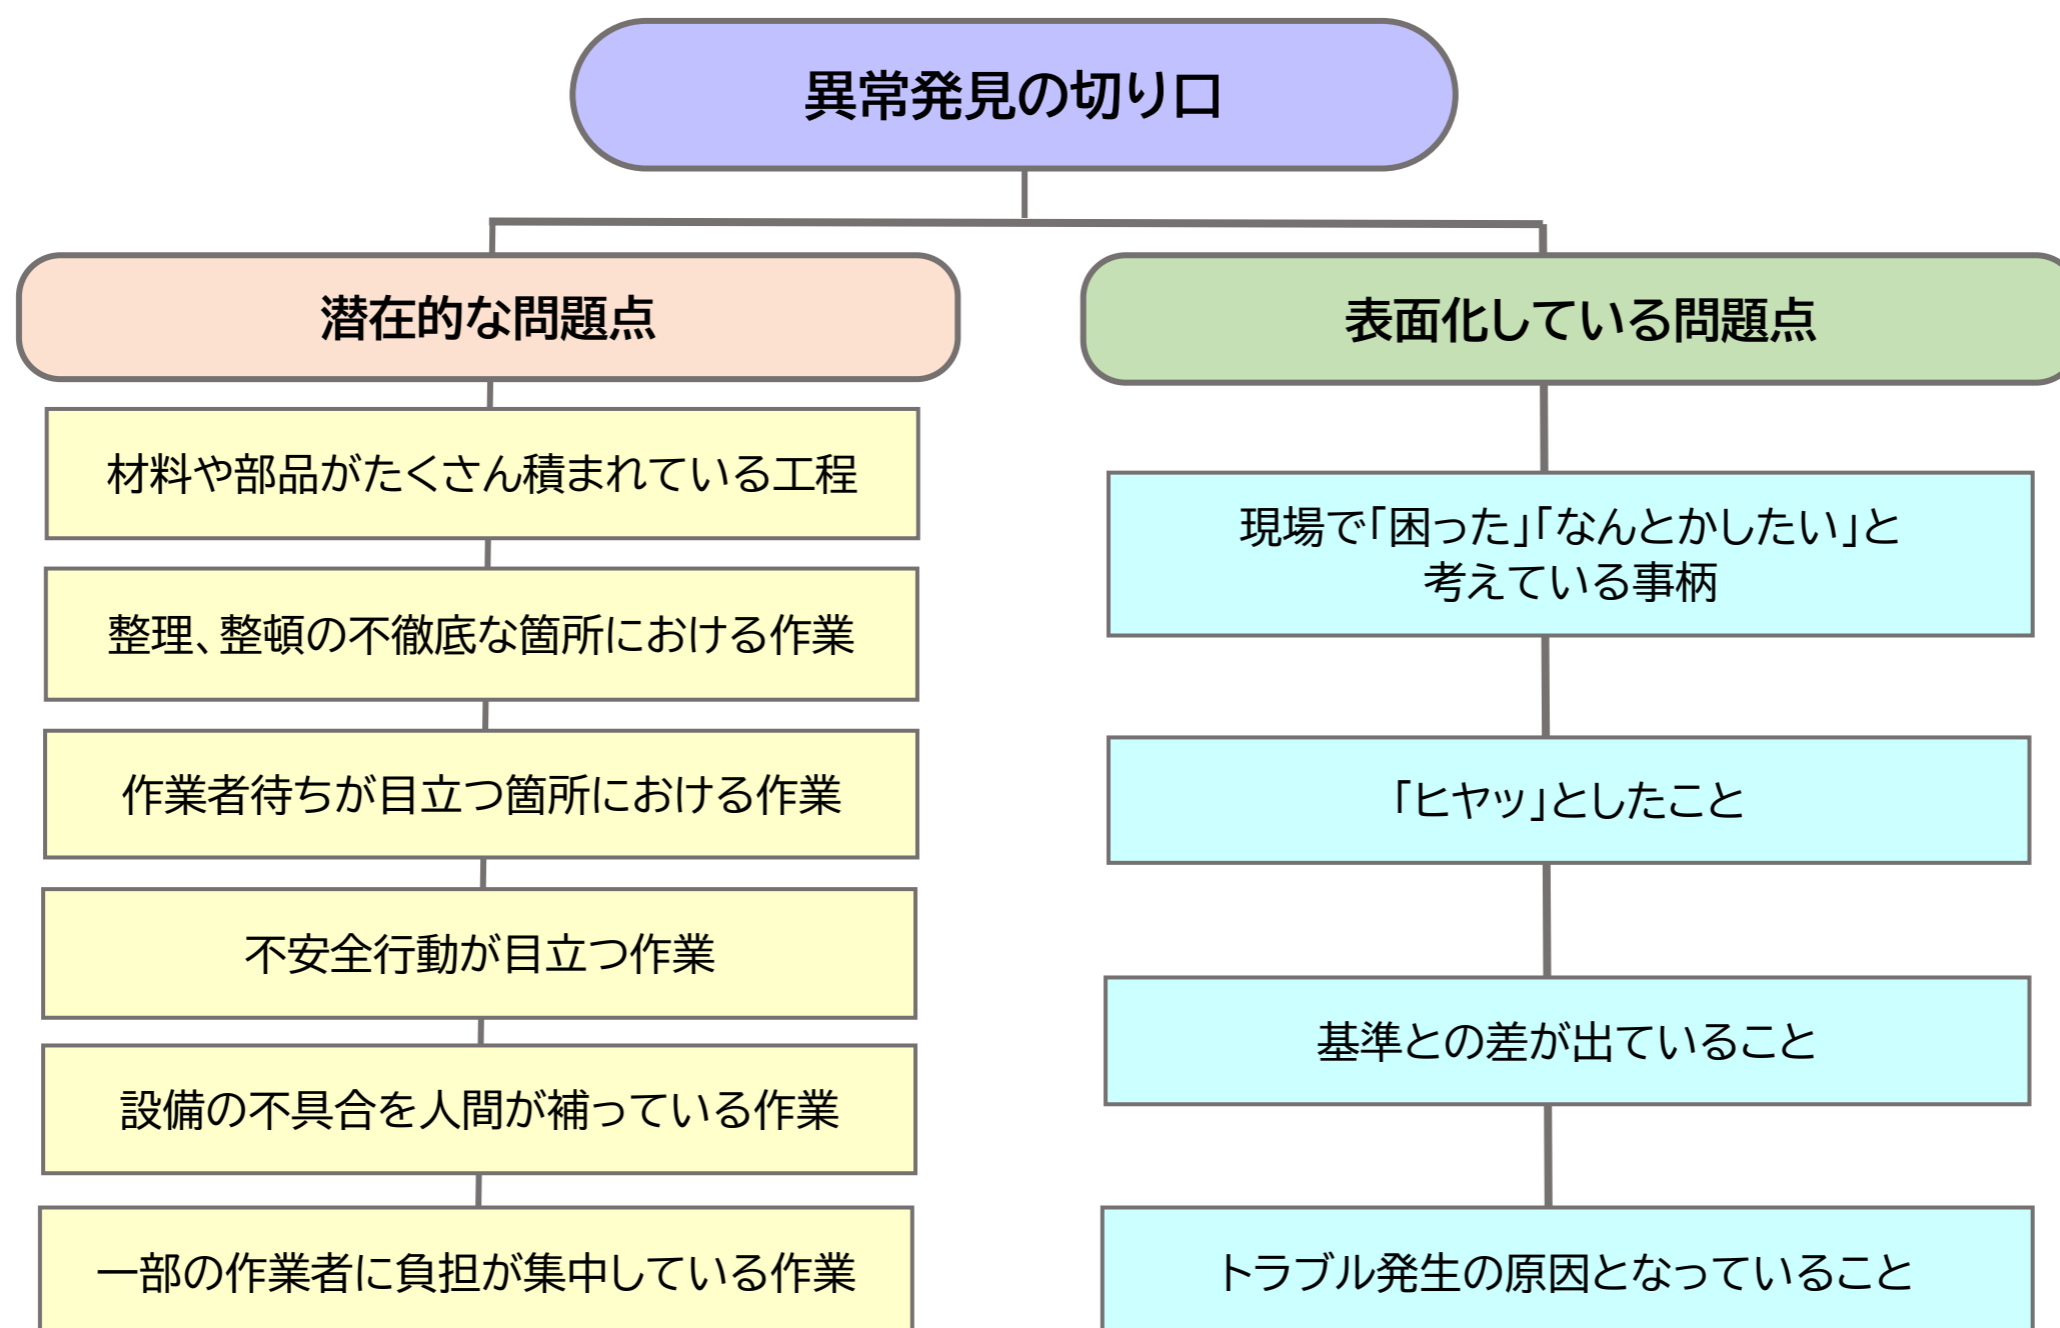 異常発見の切り口
潜在的な問題点
材料や部品がたくさん積まれている工程
整理、整頓の不徹底な箇所における作業
作業者待ちが目立つ箇所における作業
不安全行動が目立つ作業
設備の不具合を人間が補っている作業
一部の作業者に負担が集中している作業
表面化している問題点
現場で「困った」「なんとかしたい」と
考えている事柄
「ヒヤッ」としたこと
基準との差が出ていること
トラブル発生の原因となっていること